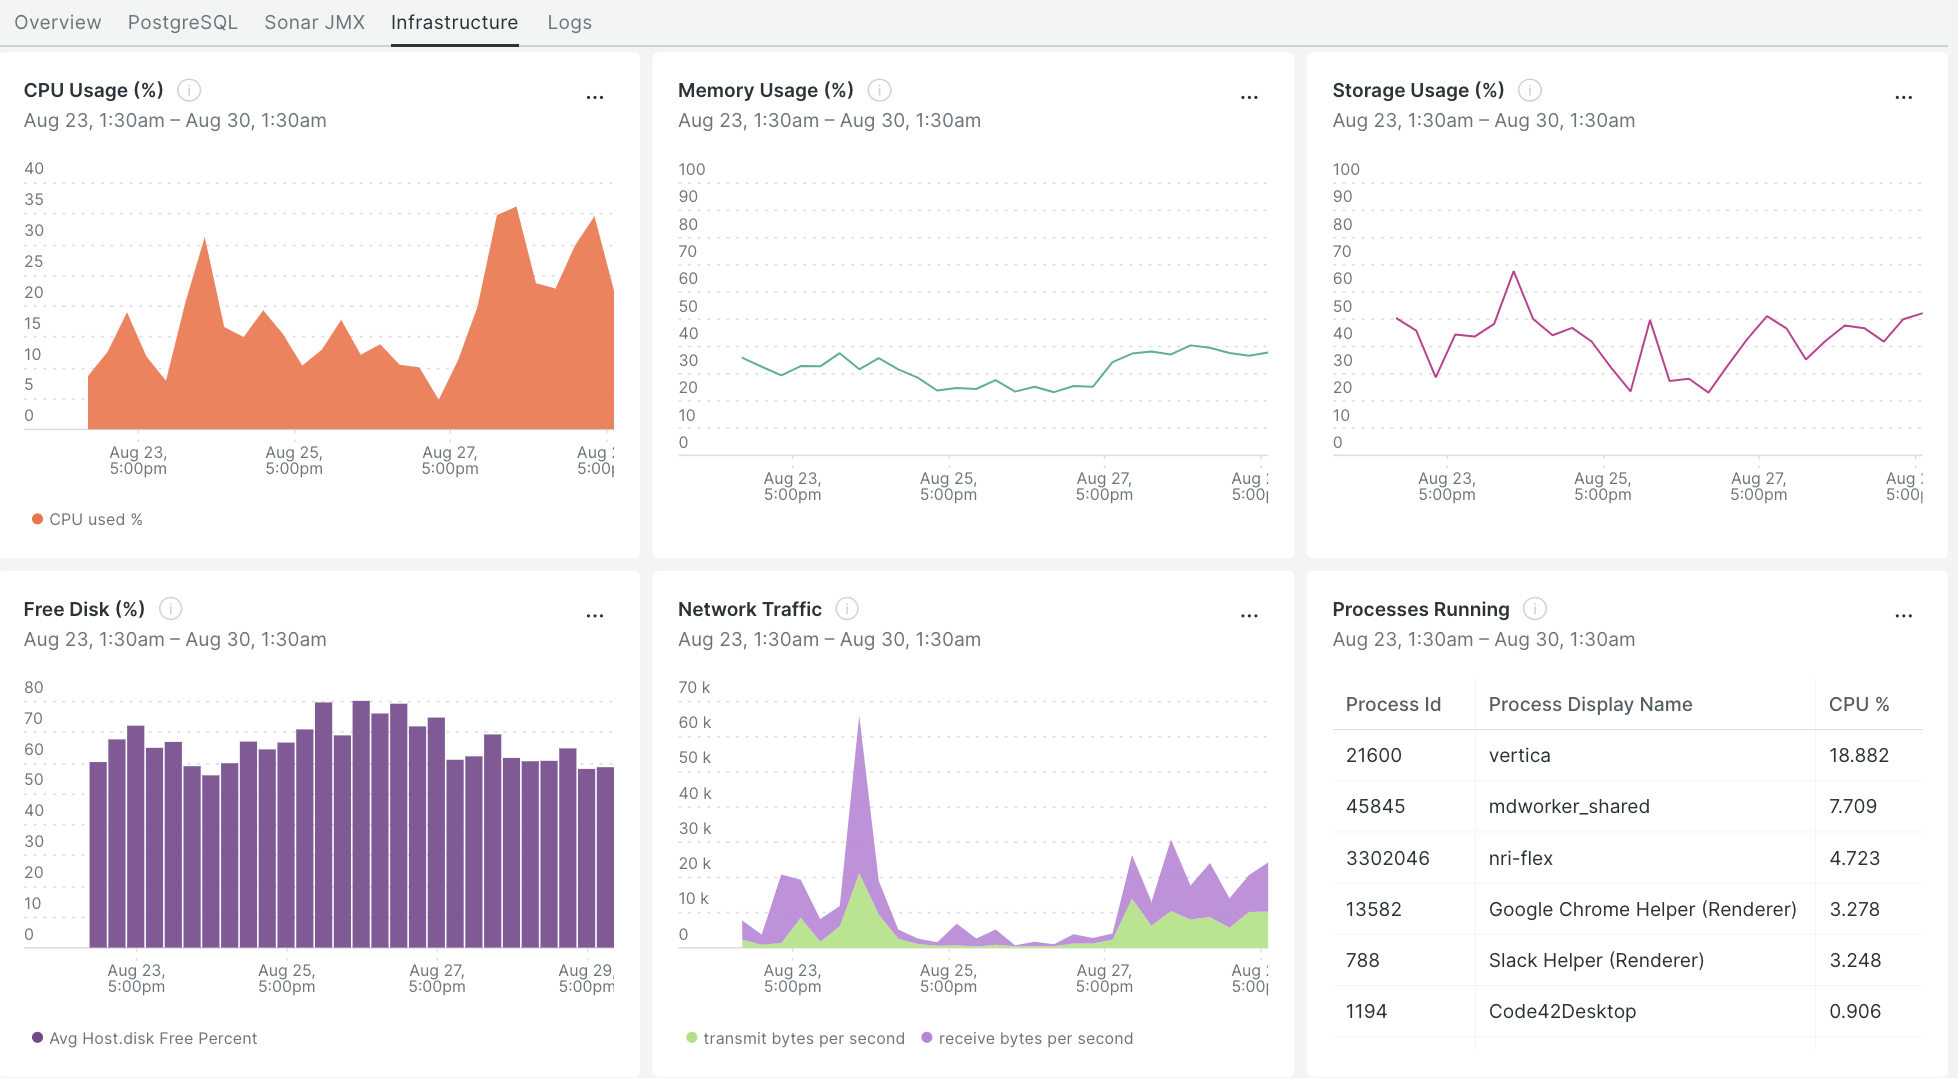 Overview PostgreSQL Sonar JMX Infrastructure Logs
CPU Usage (%)
Aug 23, 1:30am – Aug 30, 1:30am
40
35
30
25
20
15
10
5
0
Aug 23, 5:00pm
Aug 25, 5:00pm
Aug 27, 5:00pm
Aug
5:00p
CPU used %
Memory Usage (%)
Aug 23, 1:30am – Aug 30, 1:30am
100
90
80
70
60
50
40
30
20
10
0
Aug 23, 5:00pm
Aug 25, 5:00pm
Aug 27, 5:00pm
Aug
5:00p
Storage Usage (%)
Aug 23, 1:30am – Aug 30, 1:30am
100
90
80
70
60
50
40
30
20
10
0
Aug 23, 5:00pm
Aug 25, 5:00pm
Aug 27, 5:00pm
Aug
5:00p
Free Disk (%)
Aug 23, 1:30am – Aug 30, 1:30am
80
70
60
50
40
30
20
10
0
Aug 23, 5:00pm
Aug 25, 5:00pm
Aug 27, 5:00pm
Aug 29, 5:00pm
Avg Host.disk Free Percent
Network Traffic
Aug 23, 1:30am – Aug 30, 1:30am
70 k
60 k
50 k
40 k
30 k
20 k
10 k
0
Aug 23, 5:00pm
Aug 25, 5:00pm
Aug 27, 5:00pm
Aug
5:00p
transmit bytes per second receive bytes per second
Processes Running
Aug 23, 1:30am – Aug 30, 1:30am
Process Id Process Display Name CPU %
21600 vertica 18.882
45845 mdworker_shared 7.709
3302046 nri-flex 4.723
13582 Google Chrome Helper (Renderer) 3.278
788 Slack Helper (Renderer) 3.248
1194 Code42Desktop 0.906